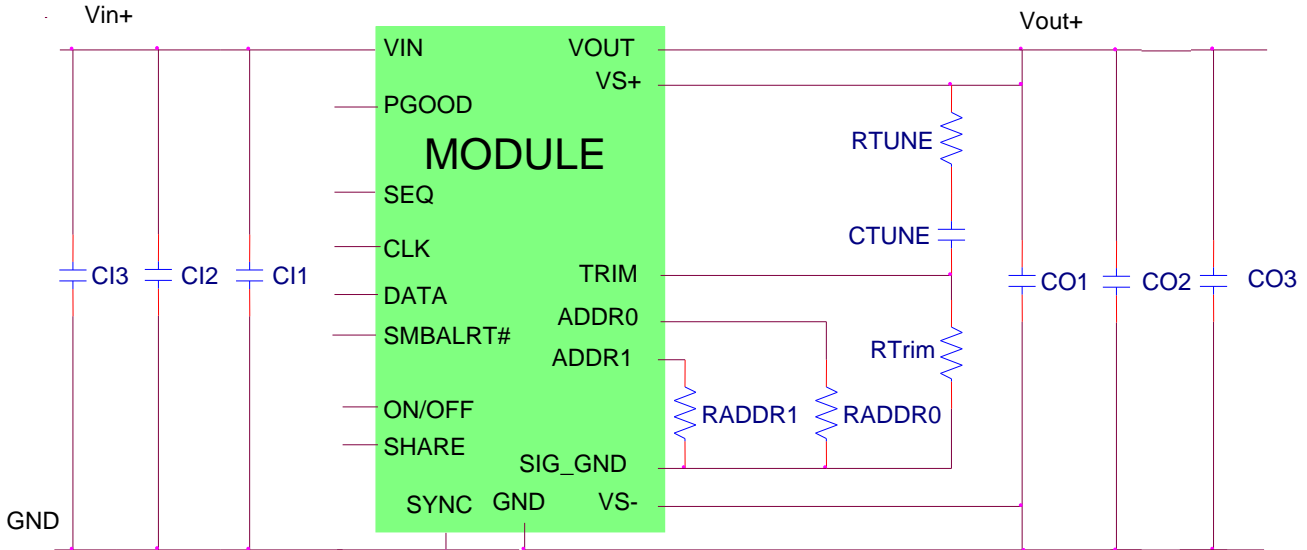 Vin+
Vout+
VIN
VOUT
VS+
PGOOD
MODULE
RTUNE
SEQ
CTUNE
CLK
TRIM
CI3
CI2
CI1
CO1
CO2
CO3
DATA
ADDR0
SMBALRT#
RTrim
ADDR1
ON/OFF
RADDR1
RADDR0
SHARE
SIG_GND
SYNC
GND
VS-
GND